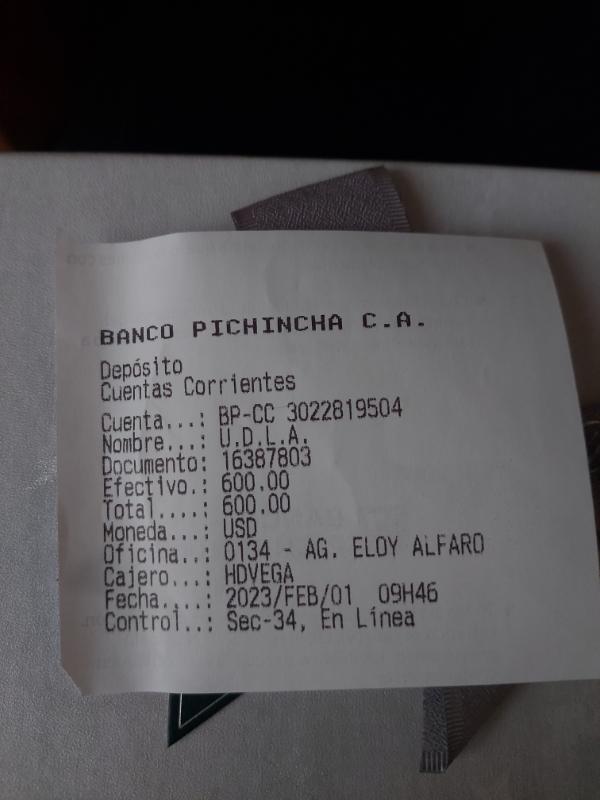 BANCO PICHINCHA C.A.
Depósito
Cuentas Corrientes
Cuenta...: BP-CC 3022819504
Nombre...: U.D.L.A.
Documento: 16387803
Efectivo.: 600.00
Total....: 600.00
Moneda...: USD
Oficina..: 0134 - AG. ELOY ALFARO
Cajero...: HDVEGA
Fecha....: 2023/FEB/01 09H46
Control..: Sec-34, En Línea